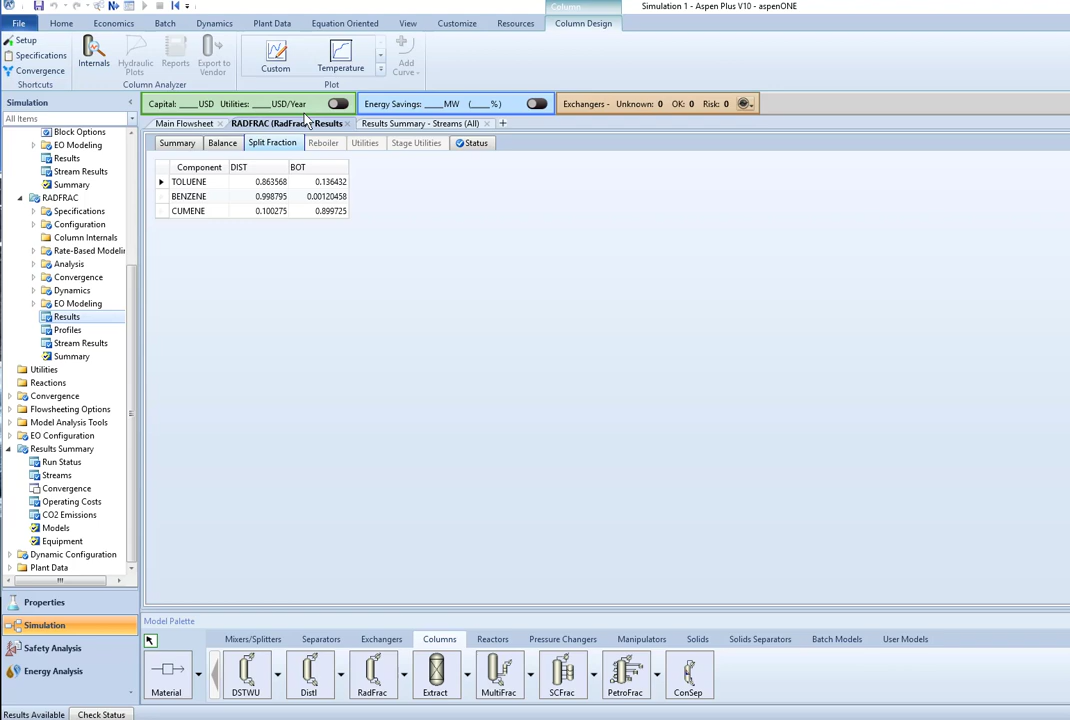 Column
Simulation 1 - Aspen Plus V10 - aspenONE
File Home Economics Batch Dynamics Plant Data Equation Oriented View Customize Resources Column Design
Setup
Specifications
Convergence
Shortcuts
Internals Hydraulic Plots Reports Export to Vendor
Column Analyzer
Custom Temperature Add Curve
Plot
Simulation
All Items
Capital: ____USD Utilities: ____USD/Year Energy Savings: ____MW (____%) Exchangers - Unknown: 0 OK: 0 Risk: 0
Main Flowsheet RADFRAC (RadFrac) Results Results Summary - Streams (All) +
Summary Balance Split Fraction Reboiler Utilities Stage Utilities Status
Component DIST BOT
TOLUENE 0.863568 0.136432
BENZENE 0.998795 0.00120458
CUMENE 0.100275 0.899725
Block Options
EO Modeling
Results
Stream Results
Summary
RADFRAC
Specifications
Configuration
Column Internals
Rate-Based Modelin
Analysis
Convergence
Dynamics
EO Modeling
Results
Profiles
Stream Results
Summary
Utilities
Reactions
Convergence
Flowsheeting Options
Model Analysis Tools
EO Configuration
Results Summary
Run Status
Streams
Convergence
Operating Costs
CO2 Emissions
Models
Equipment
Dynamic Configuration
Plant Data
Properties
Simulation
Safety Analysis
Energy Analysis
Model Palette
Mixers/Splitters Separators Exchangers Columns Reactors Pressure Changers Manipulators Solids Solids Separators Batch Models User Models
Material DSTWU Distl RadFrac Extract MultiFrac SCFrac PetroFrac ConSep
Results Available Check Status